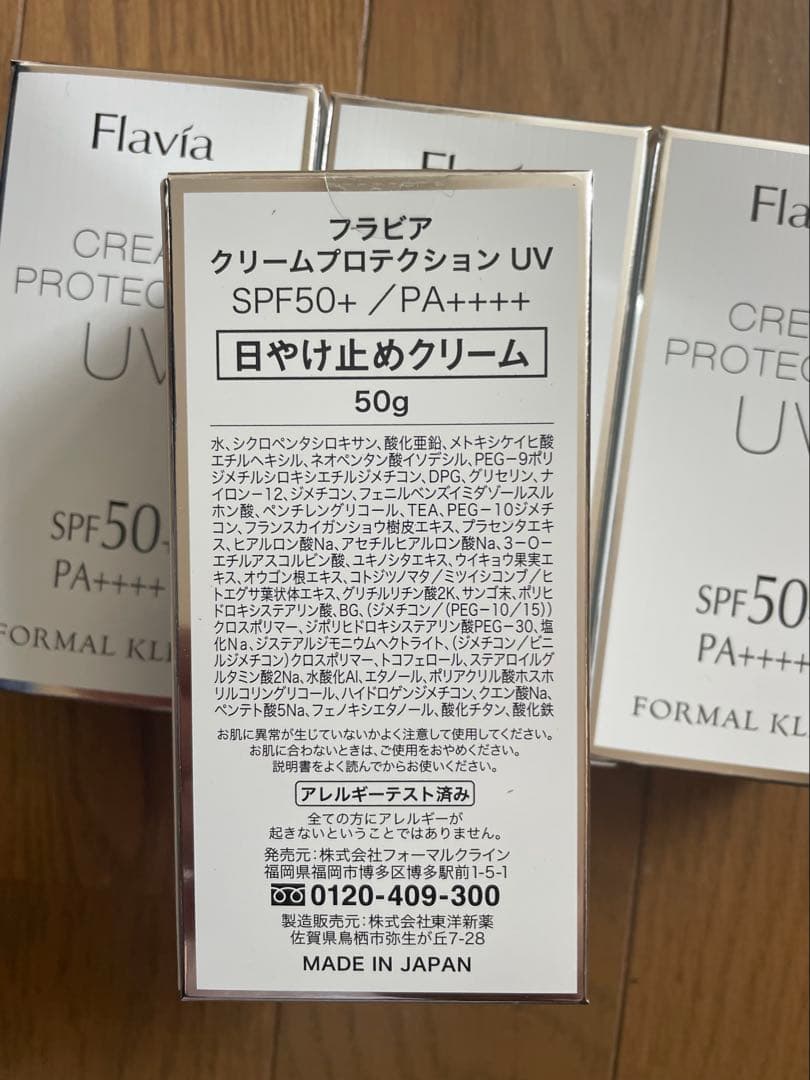 Flavía
CREA
PROTEC
UV
SPF50
PA++++
FORMAL KL
Fla
CRE
PROTEC
UV
SPF50
PA++++
FORMAL KL
フラビア
クリームプロテクション UV
SPF50+ ／PA++++
日やけ止めクリーム
50g
水、シクロペンタシロキサン、酸化亜鉛、メトキシケイヒ酸
エチルヘキシル、ネオペンタン酸イソデシル、PEG－9ポリ
ジメチルシロキシエチルジメチコン、DPG、グリセリン、ナ
イロン－12、ジメチコン、フェニルベンズイミダゾールスル
ホン酸、ペンチレングリコール、TEA、PEG－10ジメチ
コン、フランスカイガンショウ樹皮エキス、プラセンタエキ
ス、ヒアルロン酸Na、アセチルヒアルロン酸Na、3－O－
エチルアスコルビン酸、ユキノシタエキス、ウイキョウ果実エ
キス、オウゴン根エキス、コトジツノマタ／ミツイシコンブ／ヒ
トエグサ葉状体エキス、グリチルリチン酸2K、サンゴ末、ポリヒ
ドロキシステアリン酸、BG、（ジメチコン／（PEG－10／15））
クロスポリマー、ジポリヒドロキシステアリン酸PEG－30、塩
化Na、ジステアルジモニウムヘクトライト、（ジメチコン／ビニ
ルジメチコン）クロスポリマー、トコフェロール、ステアロイルグ
ルタミン酸2Na、水酸化Al、エタノール、ポリアクリル酸ホスホ
リルコリングリコール、ハイドロゲンジメチコン、クエン酸Na、
ペンテト酸5Na、フェノキシエタノール、酸化チタン、酸化鉄
お肌に異常が生じていないかよく注意して使用してください。
お肌に合わないときは、ご使用をおやめください。
説明書をよく読んでからお使いください。
アレルギーテスト済み
全ての方にアレルギーが
起きないということではありません。
発売元：株式会社フォーマルクライン
福岡県福岡市博多区博多駅前1-5-1
0120-409-300
製造販売元：株式会社東洋新薬
佐賀県鳥栖市弥生が丘7-28
MADE IN JAPAN